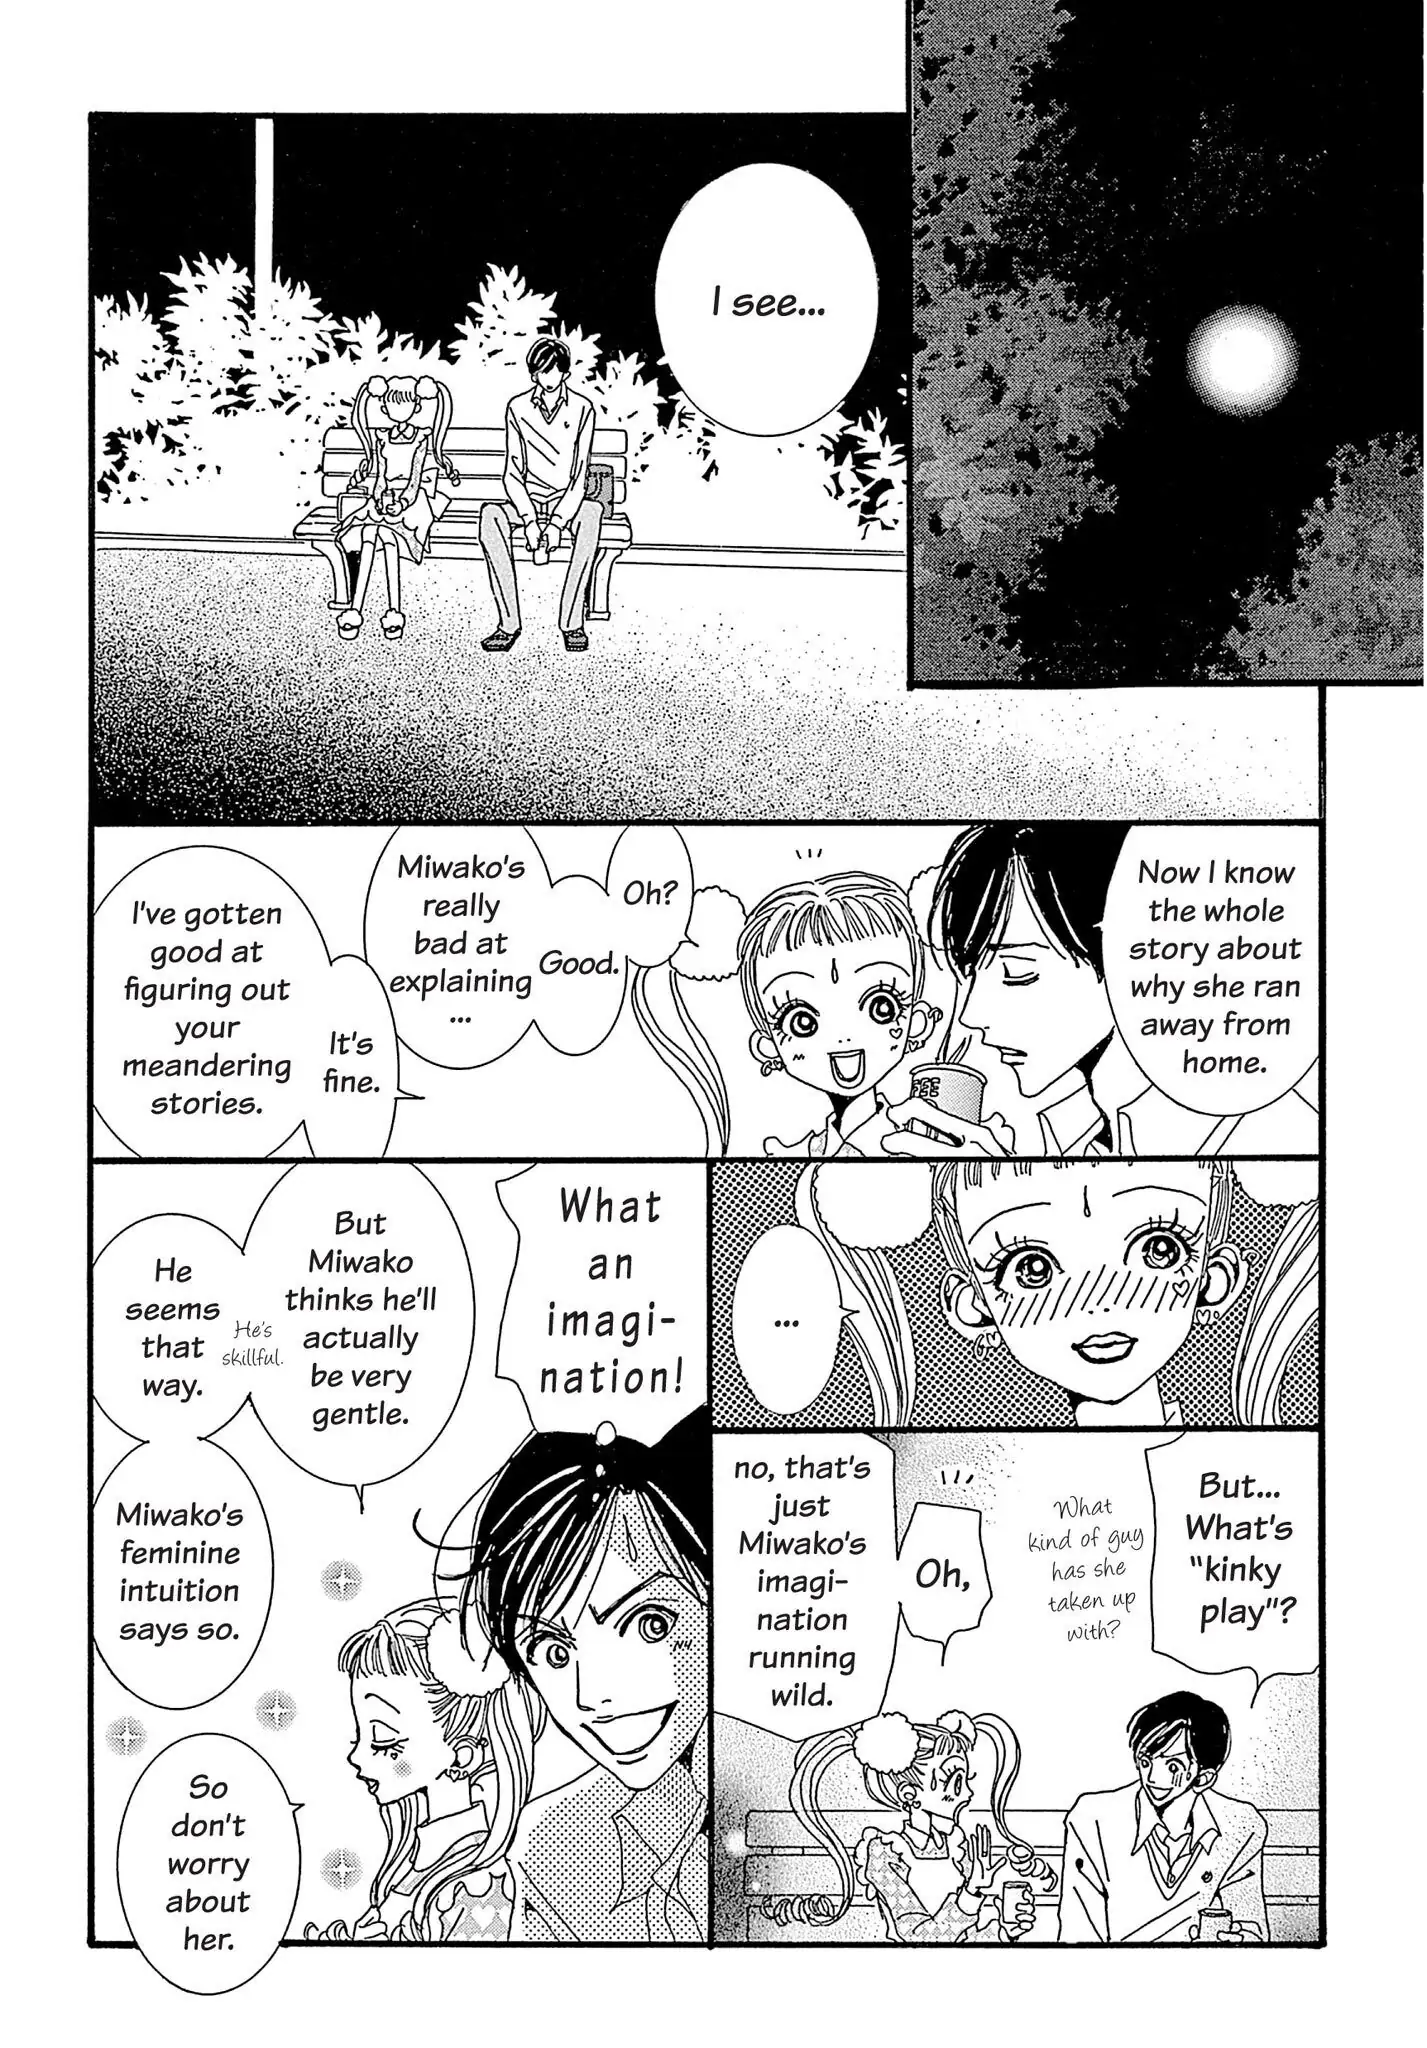 I see...
Now I know
the whole
story about
why she ran
away from
home.
Oh?
Good.
Miwako's
really
bad at
explaining
...
It's
fine.
I've gotten
good at
figuring out
your
meandering
stories.
...
But...
What's
"kinky
play"?
What
kind of guy
has she
taken up
with?
Oh,
no, that's
just
Miwako's
imagi-
nation
running
wild.
What
an
imagi-
nation!
But
Miwako
thinks he'll
actually
be very
gentle.
He's
skillful.
He
seems
that
way.
Miwako's
feminine
intuition
says so.
So
don't
worry
about
her.